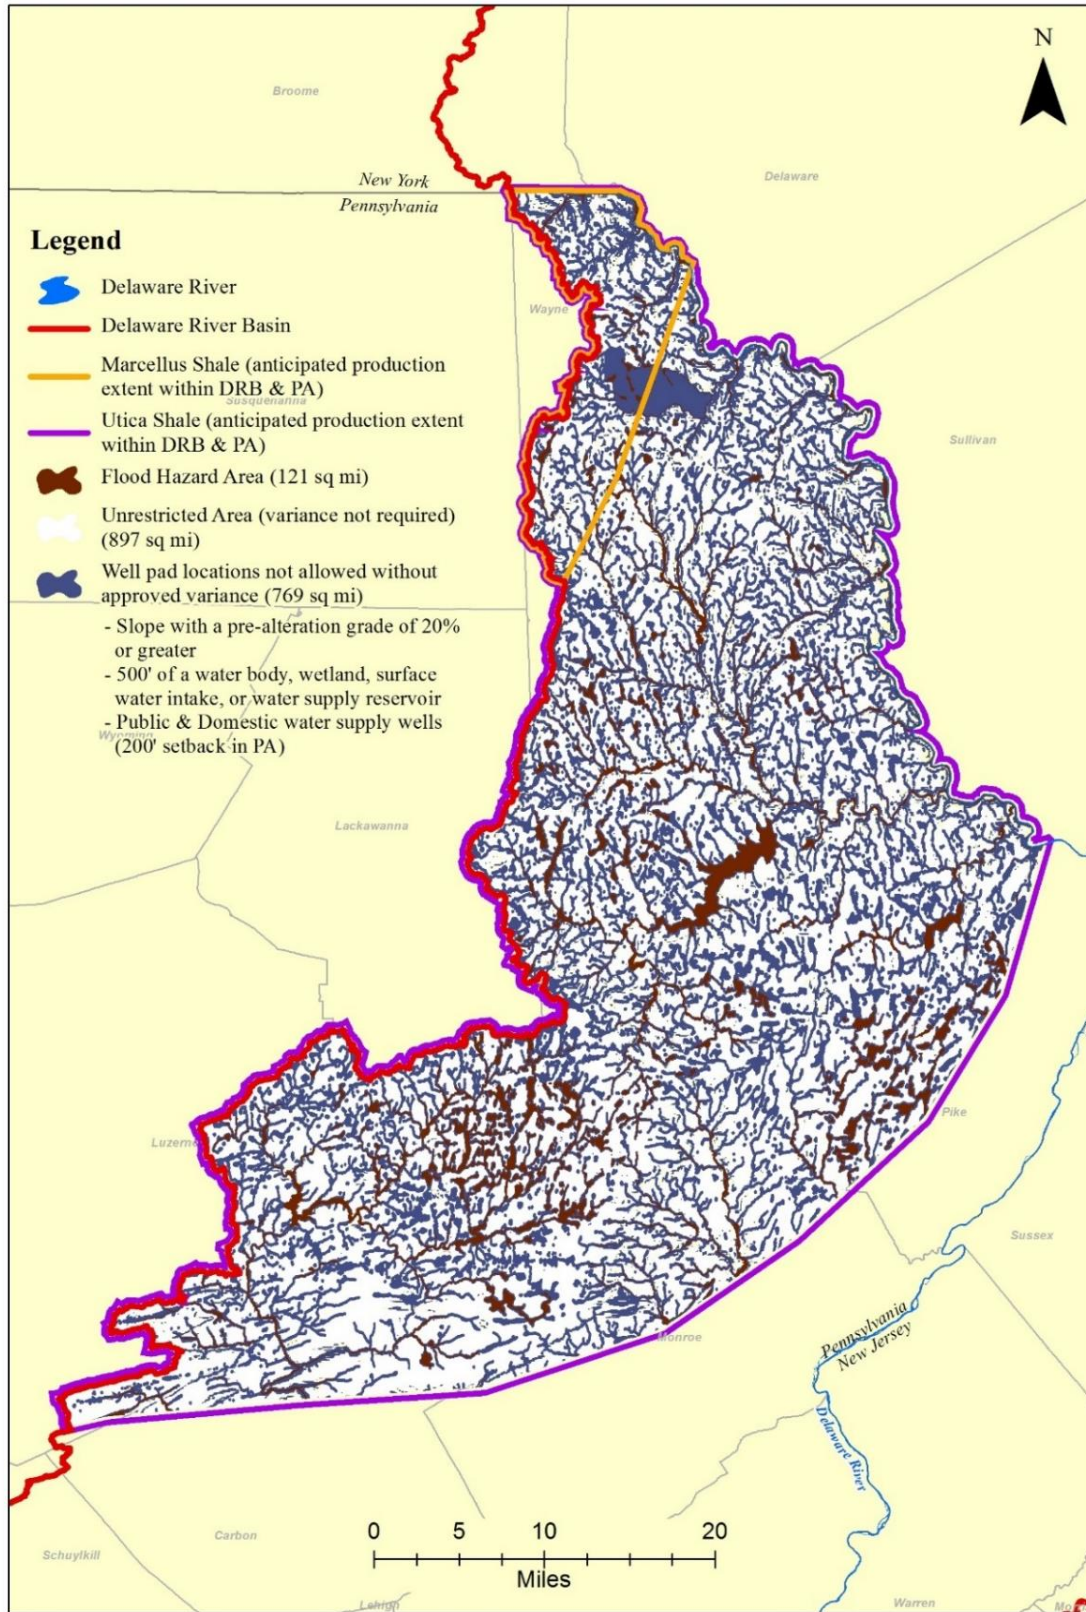 N
Broome
Delaware
New York
Pennsylvania
Legend
Delaware River
Delaware River Basin
Wayne
Marcellus Shale (anticipated production
extent within DRB & PA)
Susquehanna
Utica Shale (anticipated production extent
within DRB & PA)
Sullivan
Flood Hazard Area (121 sq mi)
Unrestricted Area (variance not required)
(897 sq mi)
Well pad locations not allowed without
approved variance (769 sq mi)
- Slope with a pre-alteration grade of 20%
or greater
- 500' of a water body, wetland, surface
water intake, or water supply reservoir
- Public & Domestic water supply wells
Wyoming
(200' setback in PA)
Lackawanna
Pike
Luzerne
Sussex
Monroe
Pennsylvania
New Jersey
Delaware River
0 5 10 20
Miles
Carbon
Schuylkill
Lehigh
Warren